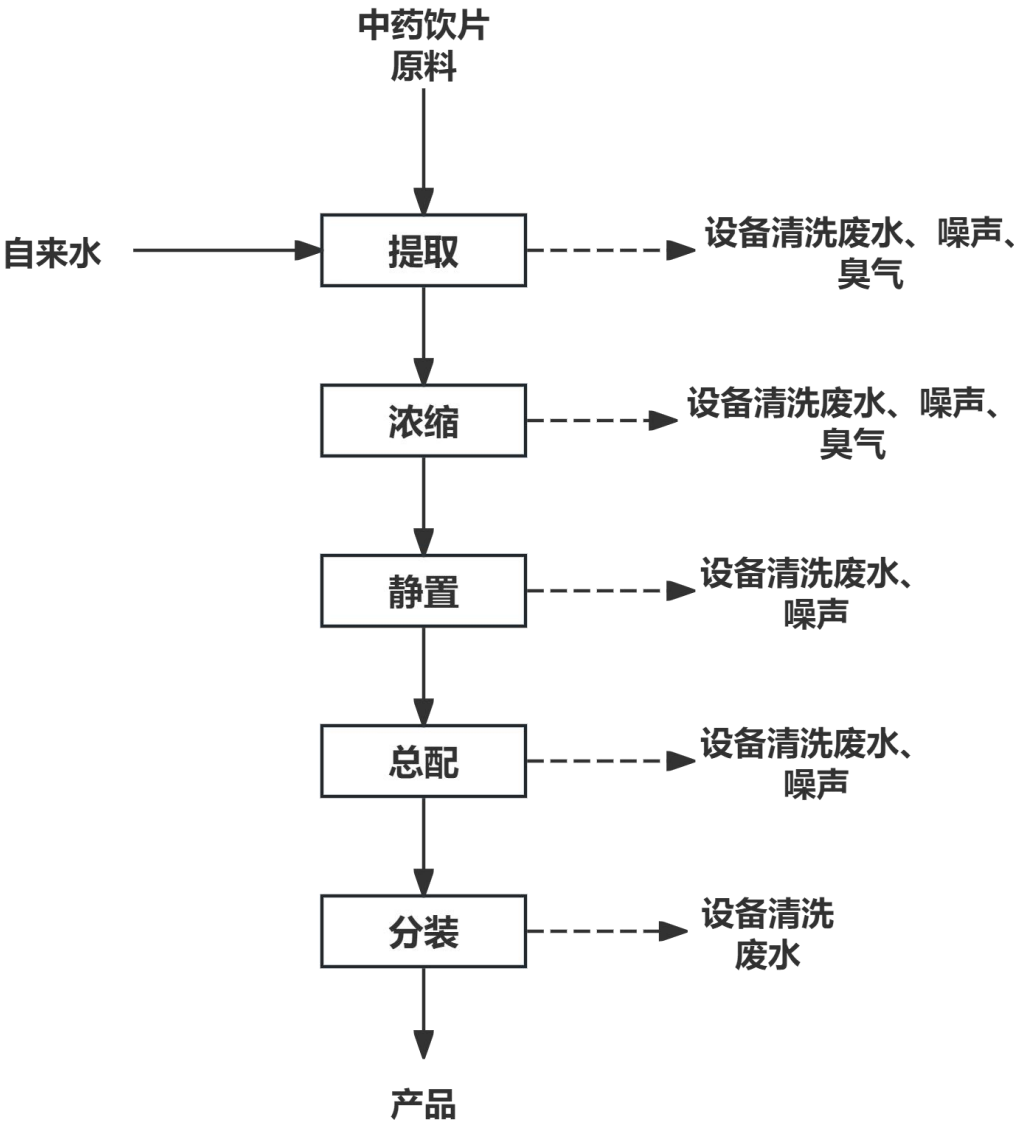 中药饮片
原料
自来水
提取
设备清洗废水、噪声、
臭气
浓缩
设备清洗废水、噪声、
臭气
静置
设备清洗废水、
噪声
总配
设备清洗废水、
噪声
分装
设备清洗
废水
产品